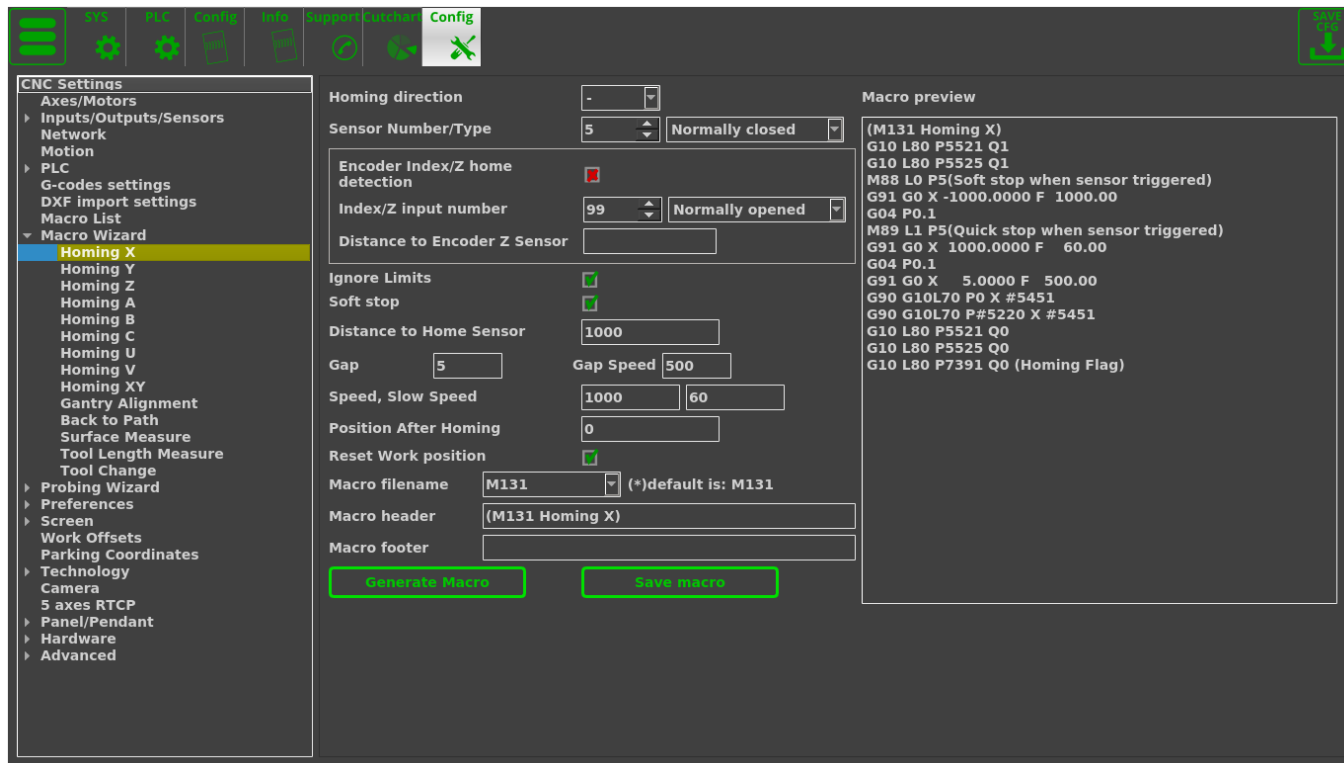 SYS
PLC
Config
Info
Support
Cutchart
Config
SAVE
CFG
CNC Settings
Axes/Motors
Inputs/Outputs/Sensors
Network
Motion
PLC
G-codes settings
DXF import settings
Macro List
Macro Wizard
Homing X
Homing Y
Homing Z
Homing A
Homing B
Homing C
Homing U
Homing V
Homing XY
Gantry Alignment
Back to Path
Surface Measure
Tool Length Measure
Tool Change
Probing Wizard
Preferences
Screen
Work Offsets
Parking Coordinates
Technology
Camera
5 axes RTCP
Panel/Pendant
Hardware
Advanced
Homing direction -
Sensor Number/Type 5 Normally closed
Encoder Index/Z home
detection
Index/Z input number 99 Normally opened
Distance to Encoder Z Sensor
Ignore Limits
Soft stop
Distance to Home Sensor 1000
Gap 5 Gap Speed 500
Speed, Slow Speed 1000 60
Position After Homing 0
Reset Work position
Macro filename M131 (*)default is: M131
Macro header (M131 Homing X)
Macro footer
Generate Macro Save macro
Macro preview
(M131 Homing X)
G10 L80 P5521 Q1
G10 L80 P5525 Q1
M88 L0 P5(Soft stop when sensor triggered)
G91 G0 X -1000.0000 F  1000.00
G04 P0.1
M89 L1 P5(Quick stop when sensor triggered)
G91 G0 X  1000.0000 F    60.00
G04 P0.1
G91 G0 X     5.0000 F   500.00
G90 G10L70 P0 X #5451
G90 G10L70 P#5220 X #5451
G10 L80 P5521 Q0
G10 L80 P5525 Q0
G10 L80 P7391 Q0 (Homing Flag)